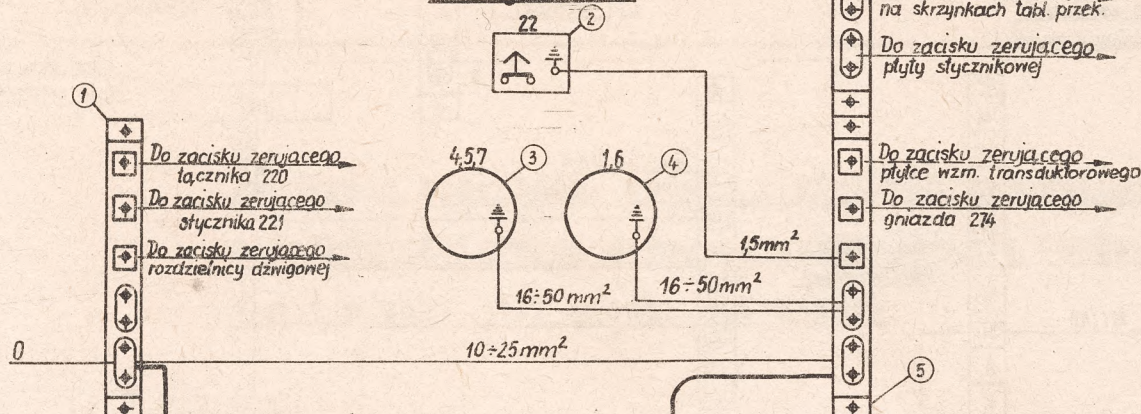 na skrzynkach tabl. przek.
22
2
Do zacisku zerującego
płyty stycznikowej
1
Do zacisku zerującego
łącznika 220
4,5,7
3
1,6
4
Do zacisku zerującego
płytce wzm. transduktorowego
Do zacisku zerującego
stycznika 221
Do zacisku zerującego
gniazda 274
Do zacisku zerującego
rozdzielnicy dźwigowej
1,5mm²
16÷50mm²
16÷50mm²
0
10÷25mm²
5